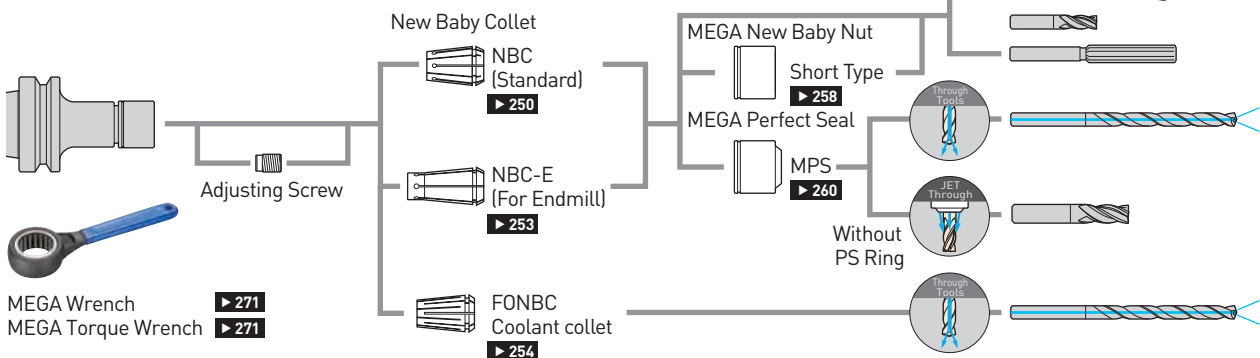 New Baby Collet
NBC
(Standard)
▶ 250
NBC-E
(For Endmill)
▶ 253
FONBC
Coolant collet
▶ 254
Adjusting Screw
MEGA Wrench ▶ 271
MEGA Torque Wrench ▶ 271
MEGA New Baby Nut
Short Type
▶ 258
MEGA Perfect Seal
MPS
▶ 260
Without
PS Ring
Through
Tools
JET
Through
Through
Tools